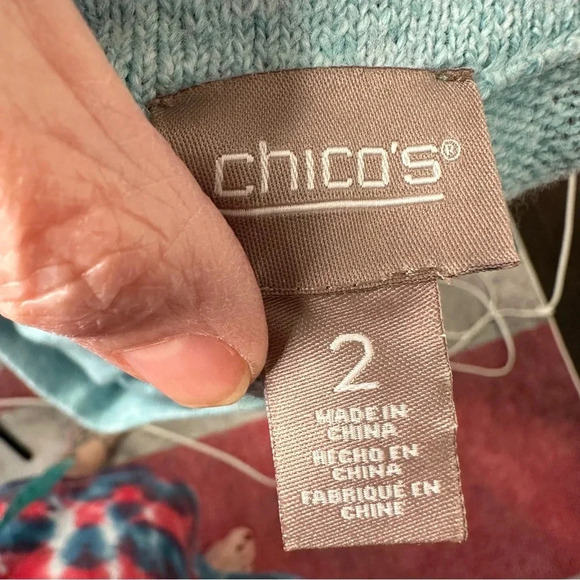 chico's®
2
MADE IN
CHINA
HECHO EN
CHINA
FABRIQUÉ EN
CHINE